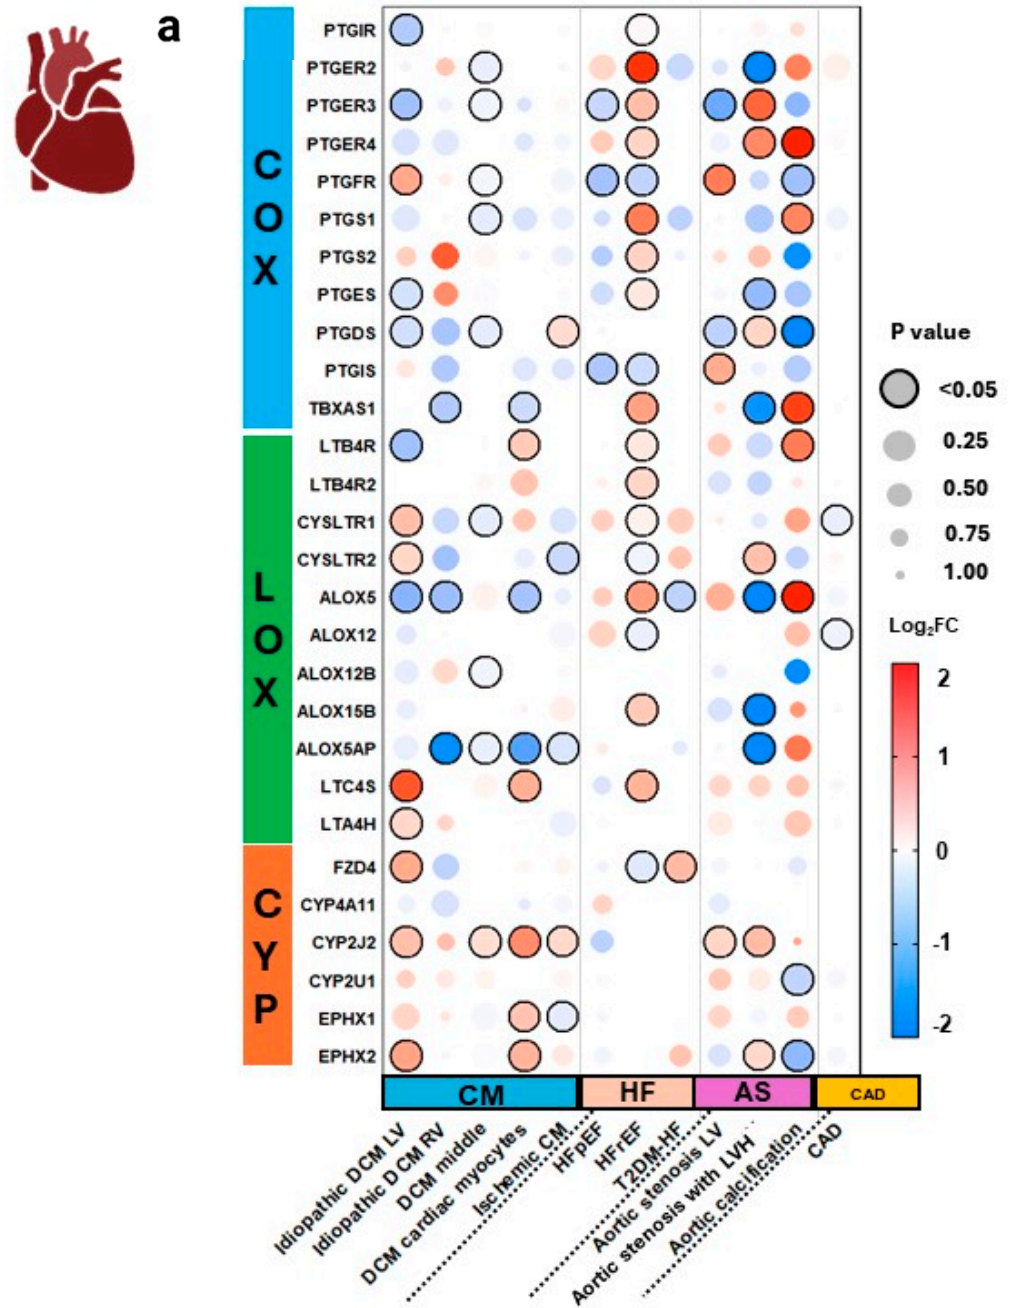 a
COX
PTGIR
PTGER2
PTGER3
PTGER4
PTGFR
PTGS1
PTGS2
PTGES
PTGDS
PTGIS
TBXAS1
LOX
LTB4R
LTB4R2
CYSLTR1
CYSLTR2
ALOX5
ALOX12
ALOX12B
ALOX15B
ALOX5AP
LTC4S
LTA4H
CYP
FZD4
CYP4A11
CYP2J2
CYP2U1
EPHX1
EPHX2
P value
<0.05
0.25
0.50
0.75
1.00
Log₂FC
2
1
0
-1
-2
CM
HF
AS
CAD
Idiopathic DCM LV
Idiopathic DCM RV
DCM middle
DCM cardiac myocytes
Ischemic CM
HFpEF
HFrEF
T2DM-HF
Aortic stenosis LV
Aortic stenosis with LVH
Aortic calcification
CAD